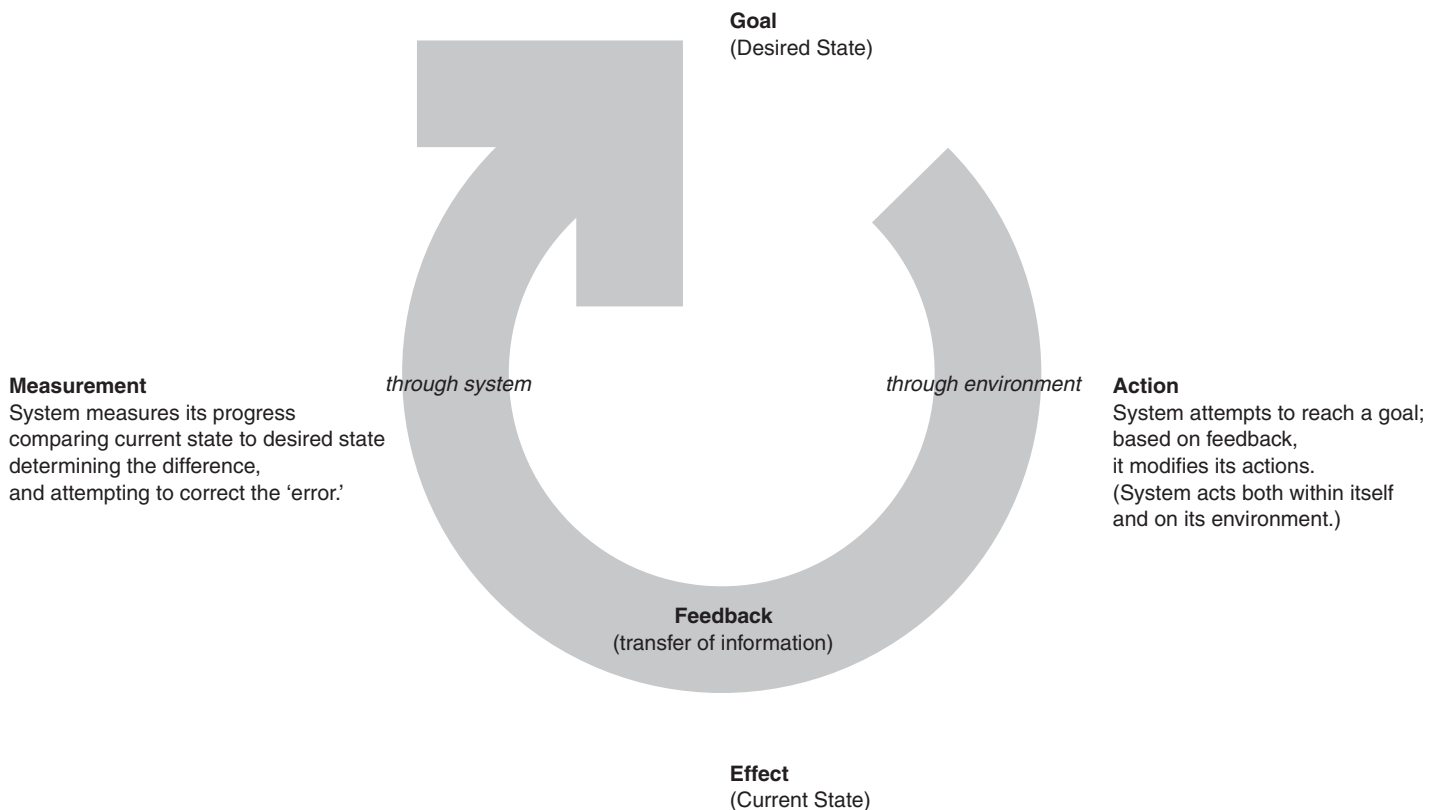 Goal
(Desired State)
Measurement
System measures its progress
comparing current state to desired state
determining the difference,
and attempting to correct the ‘error.’
through system
through environment
Action
System attempts to reach a goal;
based on feedback,
it modifies its actions.
(System acts both within itself
and on its environment.)
Feedback
(transfer of information)
Effect
(Current State)